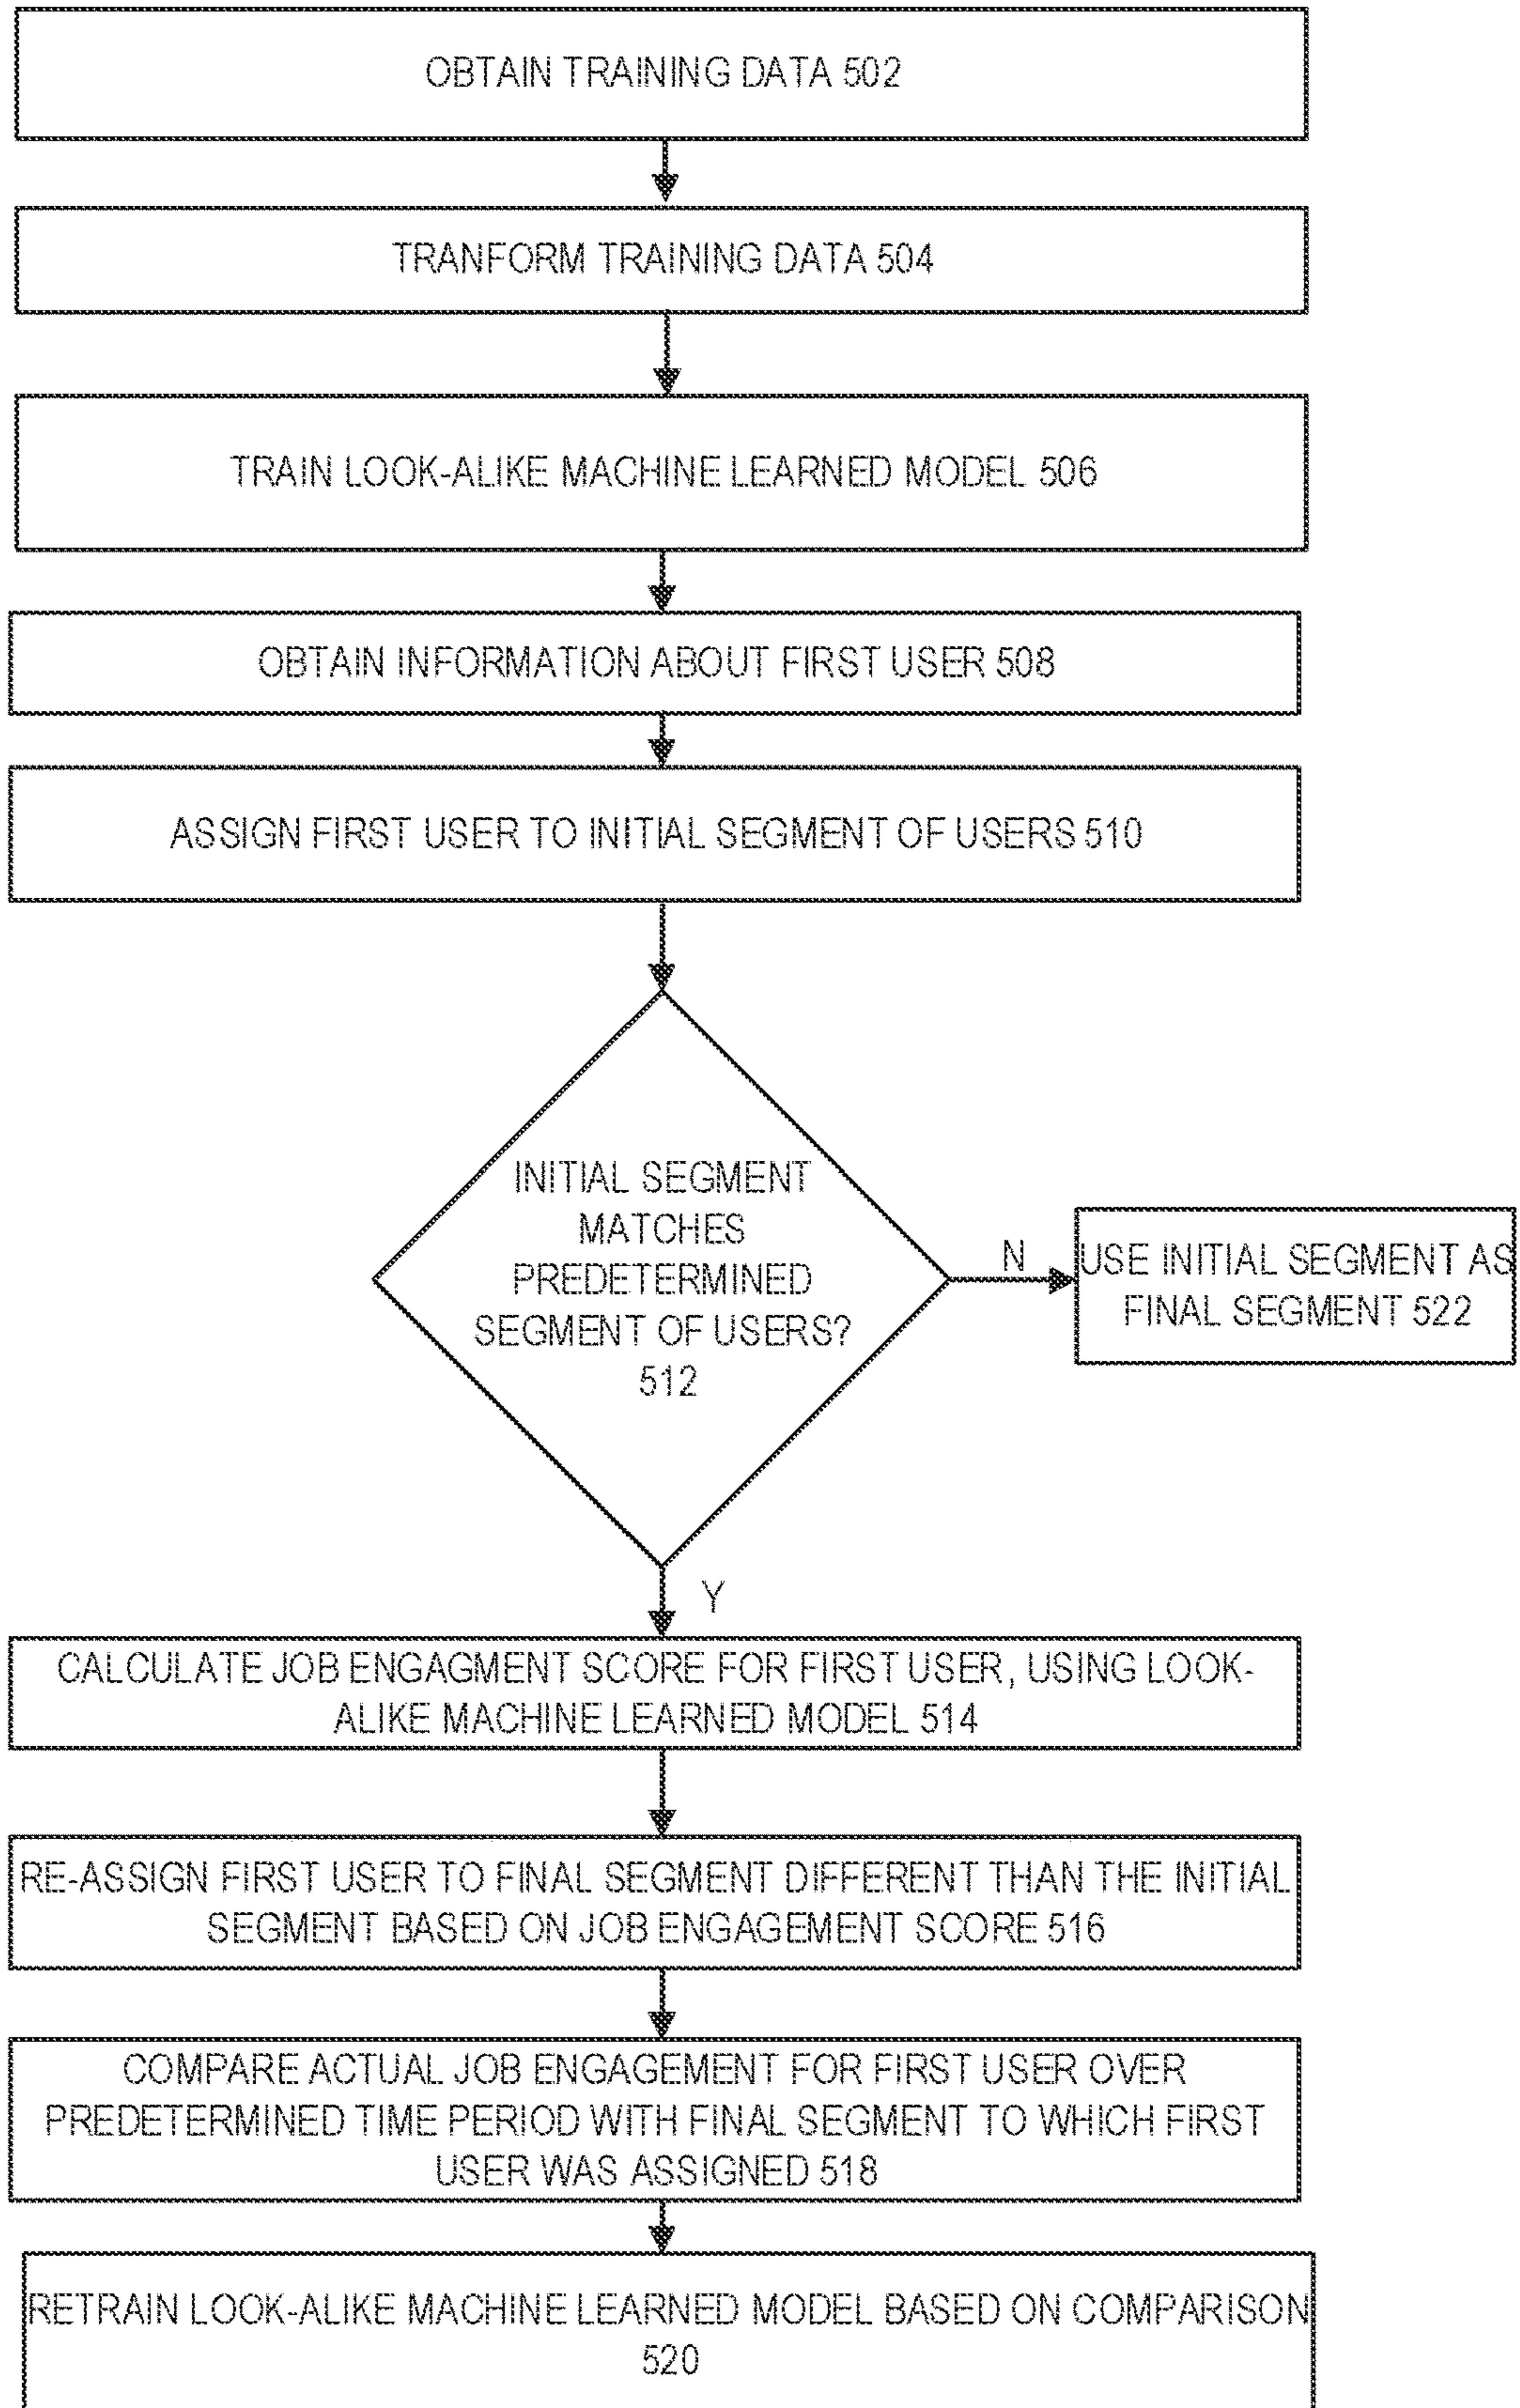 OBTAIN TRAINING DATA 502
TRANFORM TRAINING DATA 504
TRAIN LOOK-ALIKE MACHINE LEARNED MODEL 506
OBTAIN INFORMATION ABOUT FIRST USER 508
ASSIGN FIRST USER TO INITIAL SEGMENT OF USERS 510
INITIAL SEGMENT
MATCHES
PREDETERMINED
SEGMENT OF USERS?
512
N
USE INITIAL SEGMENT AS
FINAL SEGMENT 522
Y
CALCULATE JOB ENGAGMENT SCORE FOR FIRST USER, USING LOOK-
ALIKE MACHINE LEARNED MODEL 514
RE-ASSIGN FIRST USER TO FINAL SEGMENT DIFFERENT THAN THE INITIAL
SEGMENT BASED ON JOB ENGAGEMENT SCORE 516
COMPARE ACTUAL JOB ENGAGEMENT FOR FIRST USER OVER
PREDETERMINED TIME PERIOD WITH FINAL SEGMENT TO WHICH FIRST
USER WAS ASSIGNED 518
RETRAIN LOOK-ALIKE MACHINE LEARNED MODEL BASED ON COMPARISON
520